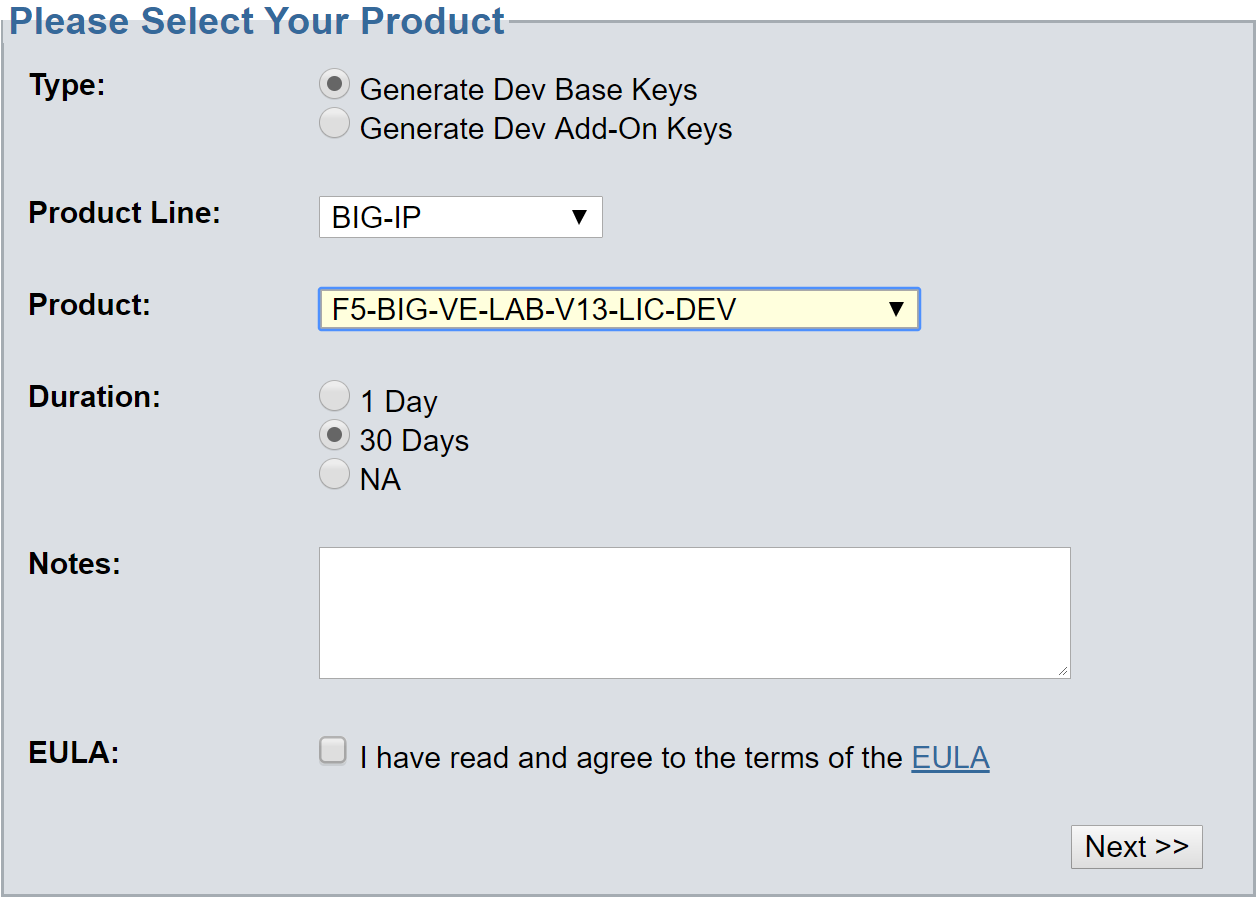 Please Select Your Product
Type:
Generate Dev Base Keys
Generate Dev Add-On Keys
Product Line:
BIG-IP
Product:
F5-BIG-VE-LAB-V13-LIC-DEV
Duration:
1 Day
30 Days
NA
Notes:
EULA:
I have read and agree to the terms of the EULA
Next >>